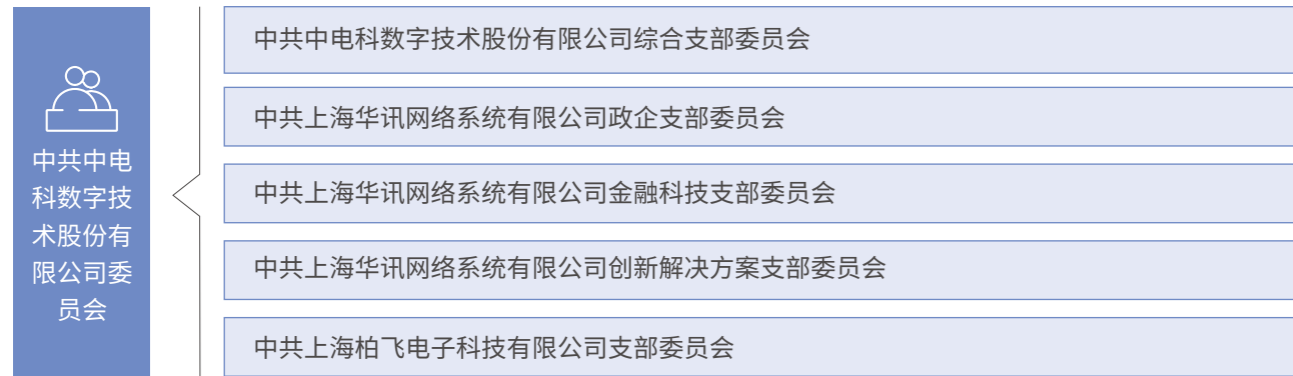 中共中电
科数字技
术股份有
限公司委
员会
中共中电科数字技术股份有限公司综合支部委员会
中共上海华讯网络系统有限公司政企支部委员会
中共上海华讯网络系统有限公司金融科技支部委员会
中共上海华讯网络系统有限公司创新解决方案支部委员会
中共上海柏飞电子科技有限公司支部委员会